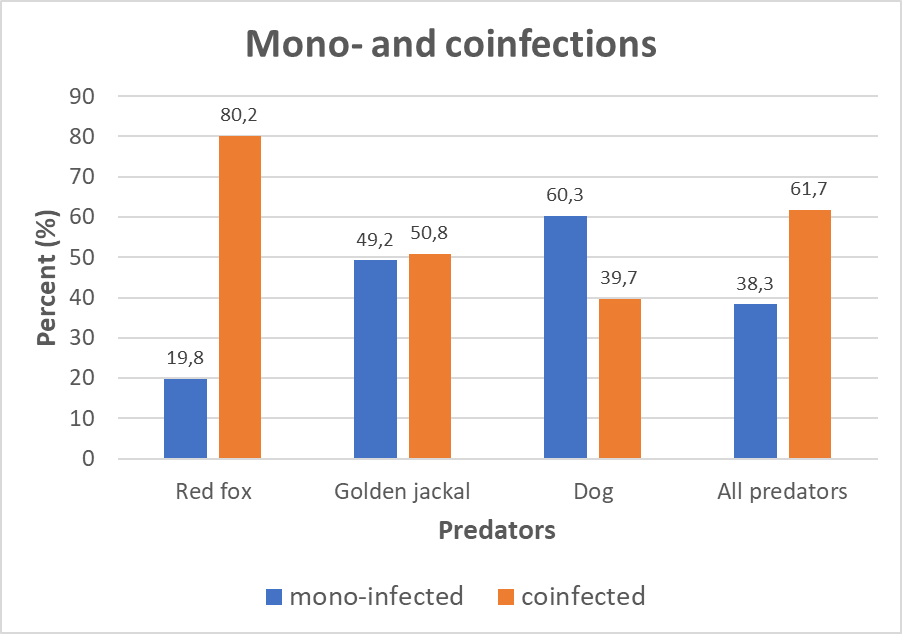 Mono- and coinfections
90
80
70
60
50
40
30
20
10
0
Percent (%)
19,8
80,2
49,2
50,8
60,3
39,7
38,3
61,7
Red fox
Golden jackal
Dog
All predators
Predators
mono-infected
coinfected